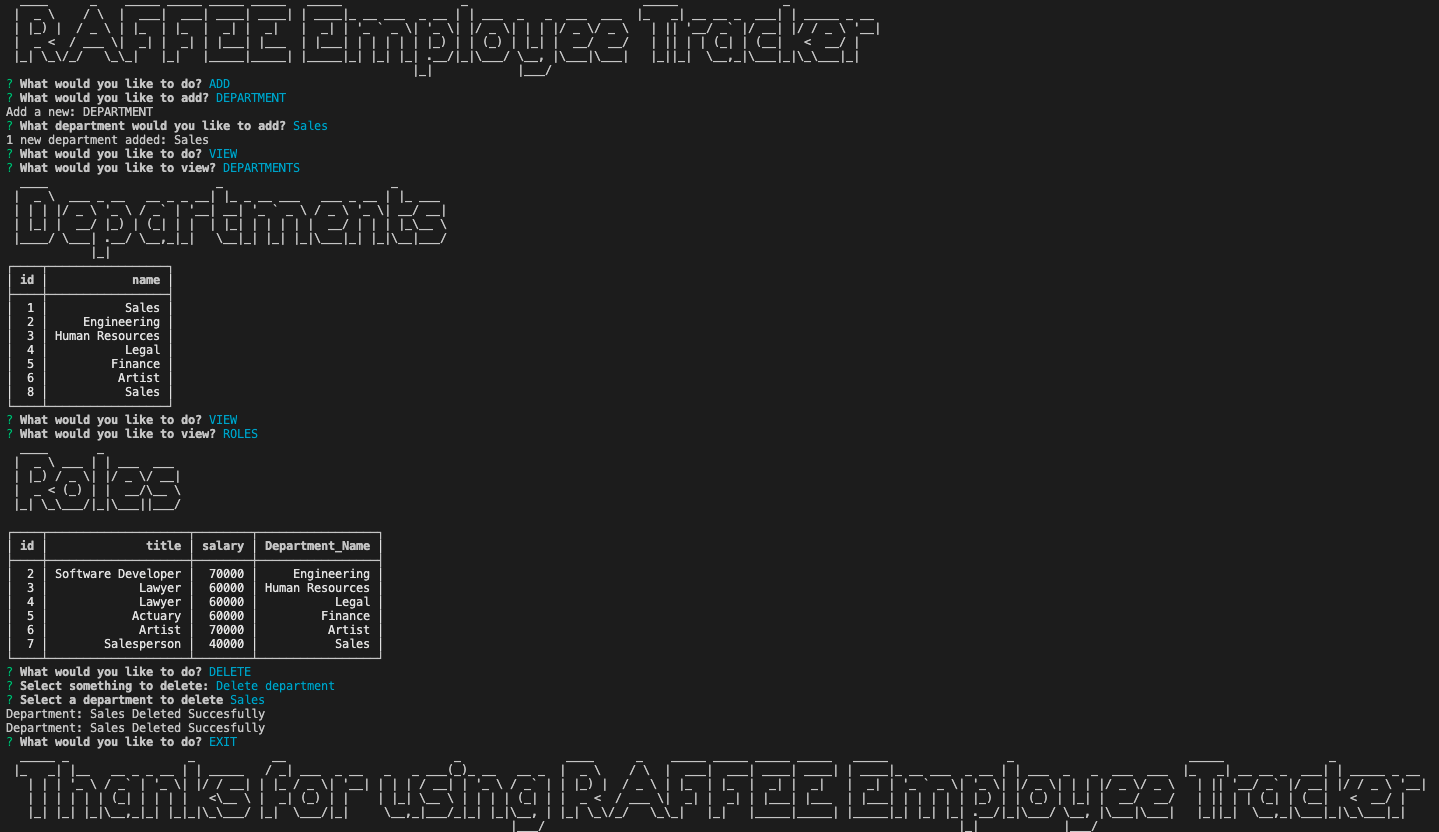 RAFFEE Employee Tracker
? What would you like to do? ADD
? What would you like to add? DEPARTMENT
Add a new: DEPARTMENT
? What department would you like to add? Sales
1 new department added: Sales
? What would you like to do? VIEW
? What would you like to view? DEPARTMENTS
Departments
id name
1 Sales
2 Engineering
3 Human Resources
4 Legal
5 Finance
6 Artist
8 Sales
? What would you like to do? VIEW
? What would you like to view? ROLES
Roles
id title salary Department_Name
2 Software Developer 70000 Engineering
3 Lawyer 60000 Human Resources
4 Lawyer 60000 Legal
5 Actuary 60000 Finance
6 Artist 70000 Artist
7 Salesperson 40000 Sales
? What would you like to do? DELETE
? Select something to delete: Delete department
? Select a department to delete Sales
Department: Sales Deleted Succesfully
Department: Sales Deleted Succesfully
? What would you like to do? EXIT
Thanks for using RAFFEE Employee Tracker